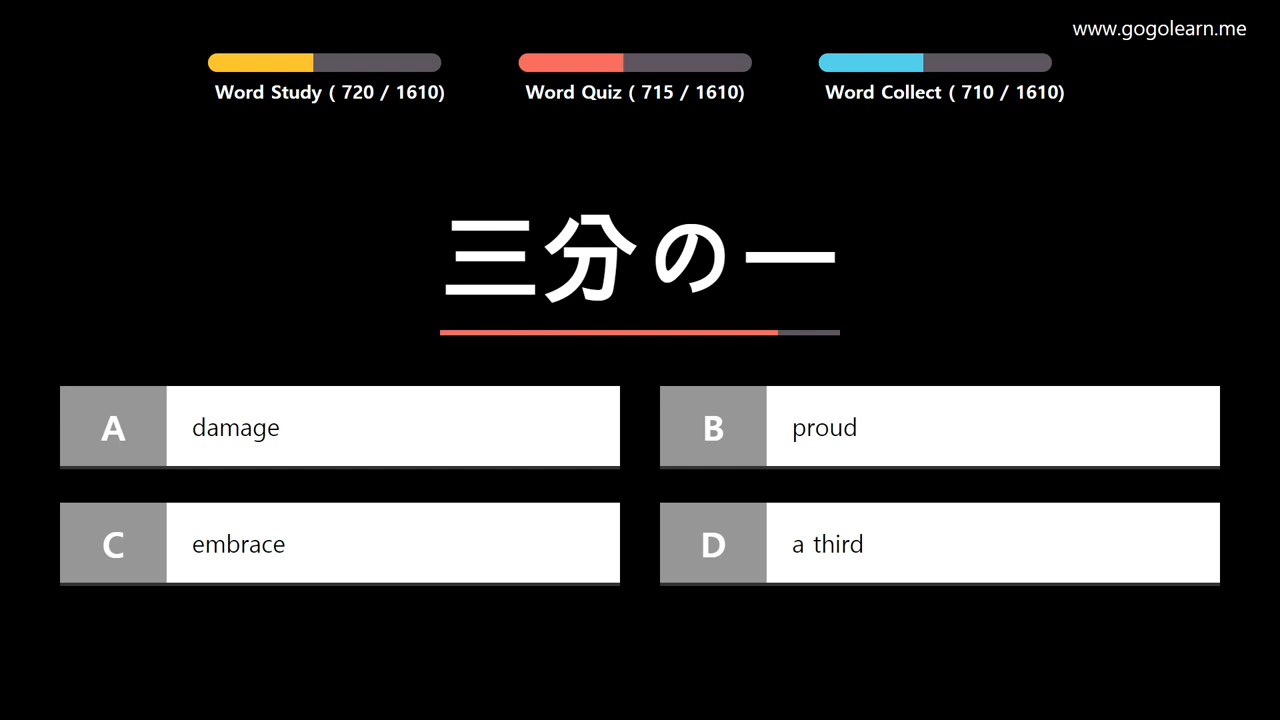 www.gogolearn.me
Word Study ( 720 / 1610)
Word Quiz ( 715 / 1610)
Word Collect ( 710 / 1610)
三分の一
A damage
B proud
C embrace
D a third